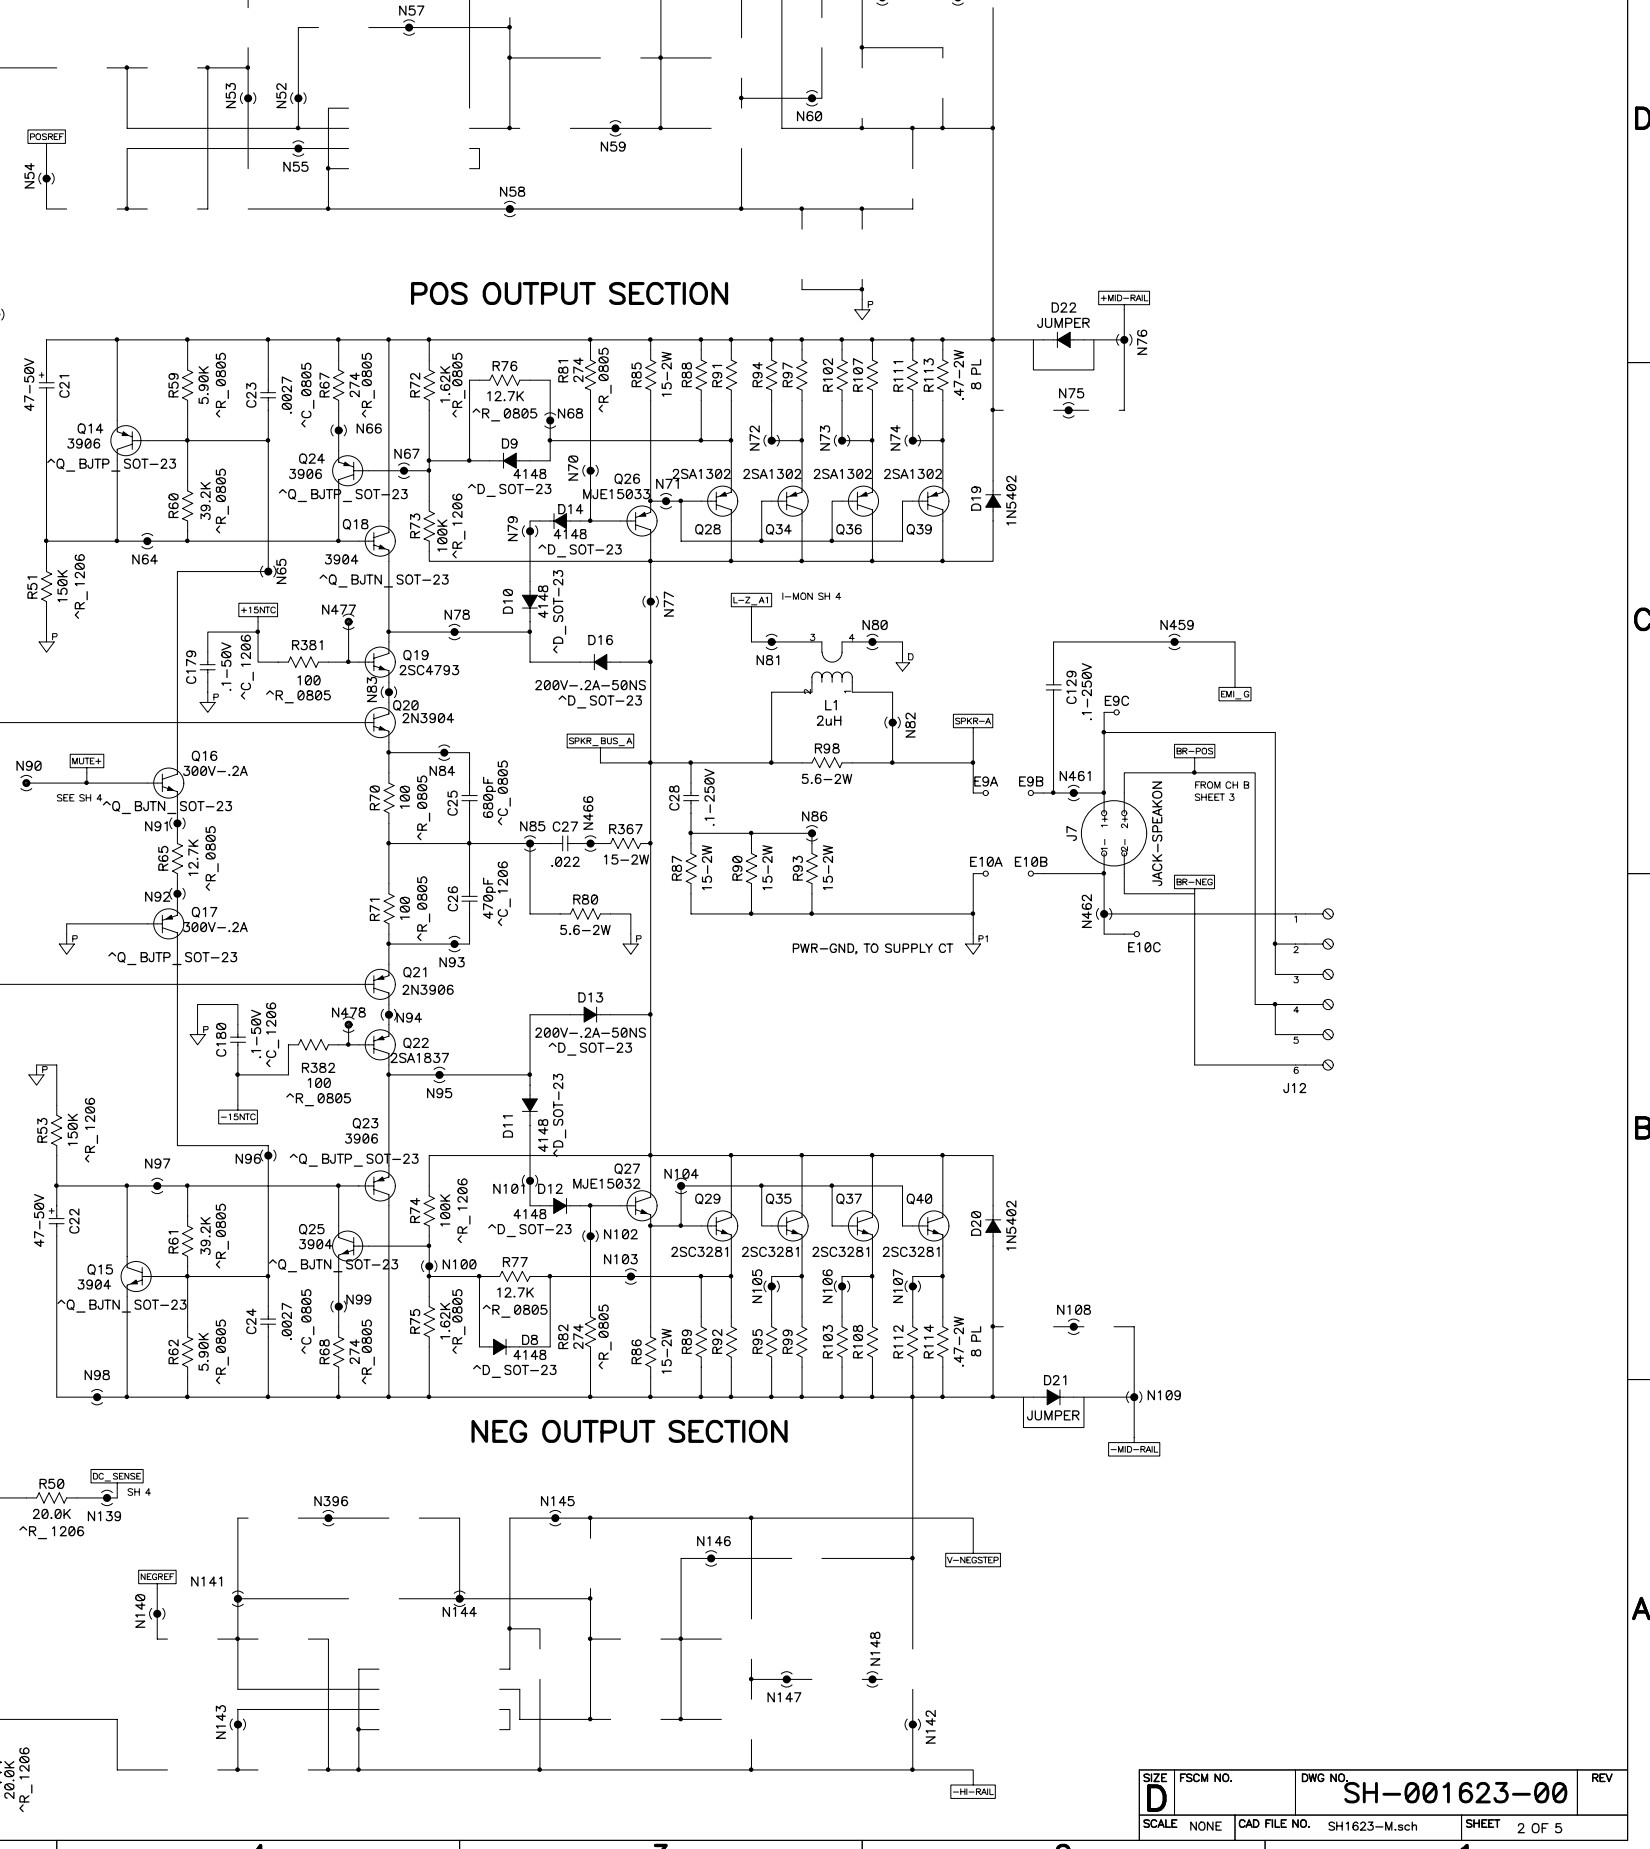 N57
N53
N52
N60
D
POSREF
N54
N55
N59
N58
POS OUTPUT SECTION
P
+MID-RAIL
D22
JUMPER
N76
N75
47-50V
+
C21
R59
5.90K
^R_0805
C23
.0027
^C_0805
R67
274
^R_0805
R72
1.62K
^R_0805
R76
12.7K
^R_0805
R81
274
^R_0805
R85
15-2W
R88
R91
R94
R97
R102
R107
R111
R113
.47-2W
8 PL
N66
N68
N72
N73
N74
Q14
3906
^Q_BJTP_SOT-23
Q24
3906
^Q_BJTP_SOT-23
N67
D9
4148
^D_SOT-23
N70
Q26
MJE15033
N71
2SA1302
2SA1302
2SA1302
2SA1302
Q28
Q34
Q36
Q39
D19
1N5402
R60
39.2K
^R_0805
Q18
3904
^Q_BJTN_SOT-23
R73
100K
^R_1206
N79
D14
4148
^D_SOT-23
N64
N65
R51
150K
^R_1206
P
D10
4148
^D_SOT-23
N77
L-Z_A1
I-MON SH 4
C
+15NTC
N477
N78
N81
3
4
N80
D
N459
C179
.1-50V
^C_1206
P
R381
100
^R_0805
Q19
2SC4793
D16
200V-.2A-50NS
^D_SOT-23
2
1
L1
2uH
N82
C129
.1-250V
EMI_G
N83
Q20
2N3904
SPKR-A
E9C
SPKR_BUS_A
R98
5.6-2W
BR-POS
N90
MUTE+
SEE SH 4
Q16
300V-.2A
^Q_BJTN_SOT-23
N84
E9A
E9B
N461
FROM CH B
SHEET 3
R70
100
^R_0805
C25
680pF
^C_0805
C28
.1-250V
N91
R65
12.7K
^R_0805
N85
C27
.022
N466
R367
15-2W
N86
J7
1+
2+
1-
2-
JACK-SPEAKON
R87
15-2W
R90
15-2W
R93
15-2W
E10A
E10B
BR-NEG
N92
Q17
300V-.2A
^Q_BJTP_SOT-23
P
R71
100
^R_0805
C26
470pF
^C_1206
R80
5.6-2W
P
N93
PWR-GND, TO SUPPLY CT
P1
N462
E10C
1
2
3
4
5
6
J12
Q21
2N3906
N94
D13
200V-.2A-50NS
^D_SOT-23
P
C180
.1-50V
^C_1206
N478
R382
100
^R_0805
Q22
2SA1837
N95
-15NTC
P
R53
150K
^R_1206
Q23
3906
^Q_BJTP_SOT-23
D11
4148
^D_SOT-23
B
N96
N97
47-50V
+
C22
R61
39.2K
^R_0805
Q25
3904
^Q_BJTN_SOT-23
R74
100K
^R_1206
N101
D12
4148
^D_SOT-23
Q27
MJE15032
N104
Q29
Q35
Q37
Q40
2SC3281
2SC3281
2SC3281
2SC3281
D20
1N5402
N102
N100
R77
12.7K
^R_0805
N103
Q15
3904
^Q_BJTN_SOT-23
N99
N105
N106
N107
N108
R62
5.90K
^R_0805
C24
.0027
^C_0805
R68
274
^R_0805
R75
1.62K
^R_0805
D8
4148
^D_SOT-23
R82
274
^R_0805
R86
15-2W
R89
R92
R95
R99
R103
R108
R112
R114
.47-2W
8 PL
N98
D21
JUMPER
N109
-MID-RAIL
NEG OUTPUT SECTION
R50
20.0K
^R_1206
DC_SENSE
SH 4
N139
N396
N145
N146
V-NEGSTEP
NEGREF
N141
N140
N144
A
N148
N147
N143
N142
20.0K
^R_1206
-HI-RAIL
SIZE
D
FSCM NO.
DWG NO.
SH-001623-00
REV
SCALE NONE
CAD FILE NO. SH1623-M.sch
SHEET 2 OF 5